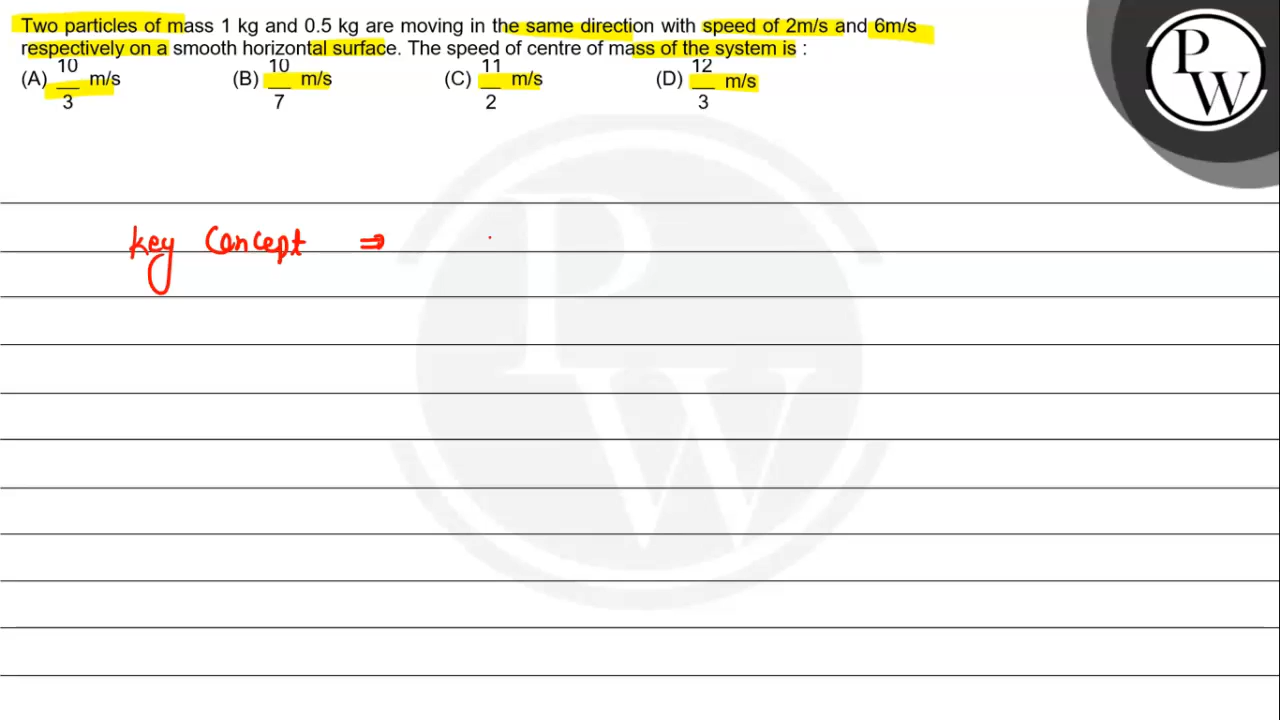 Two particles of mass 1 kg and 0.5 kg are moving in the same direction with speed of 2m/s and 6m/s
respectively on a smooth horizontal surface. The speed of centre of mass of the system is :
(A) 10/3 m/s (B) 10/7 m/s (C) 11/2 m/s (D) 12/3 m/s
PW
Key Concept ⇒
PW